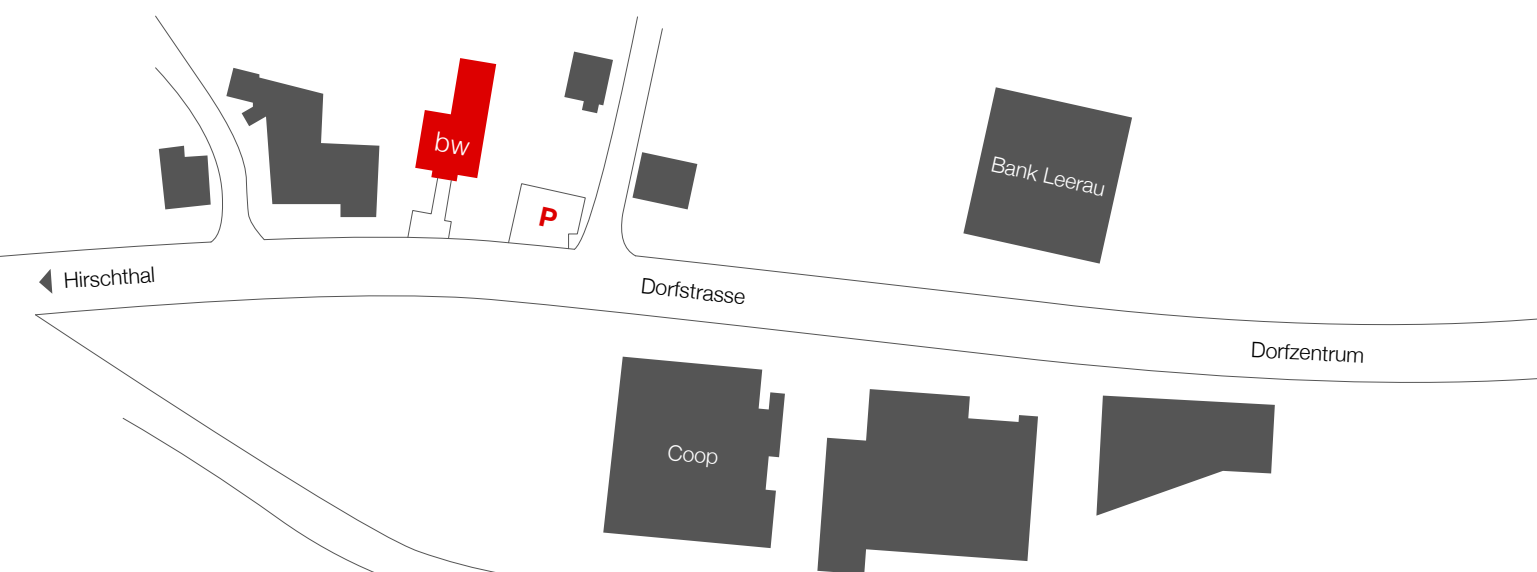 bw
Bank Leerau
P
Hirschthal
Dorfstrasse
Dorfzentrum
Coop